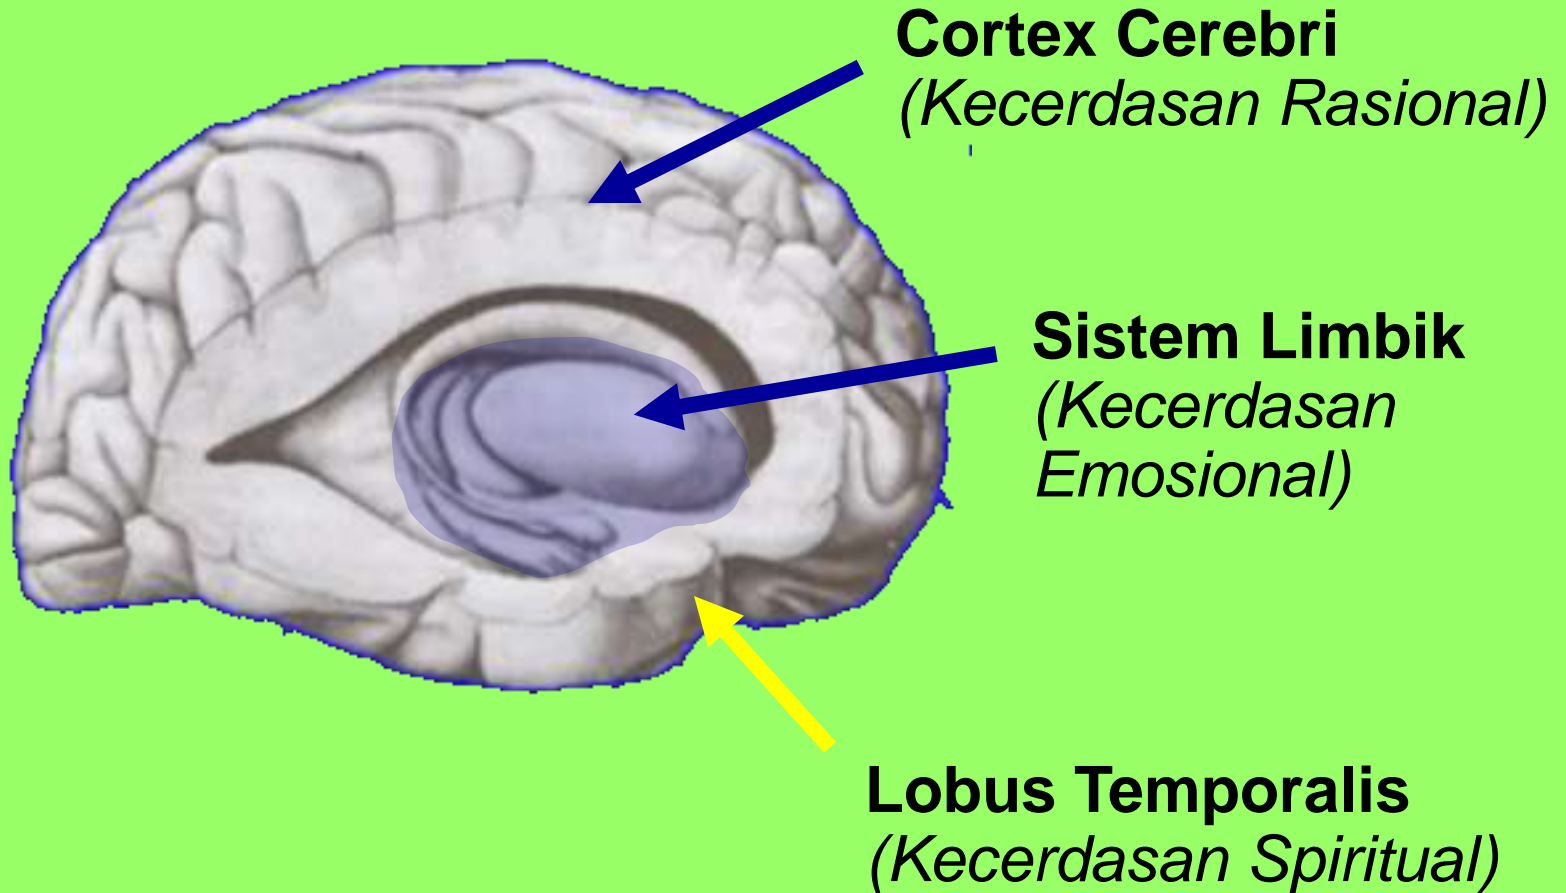 Cortex Cerebri
(Kecerdasan Rasional)
Sistem Limbik
(Kecerdasan
Emosional)
Lobus Temporalis
(Kecerdasan Spiritual)